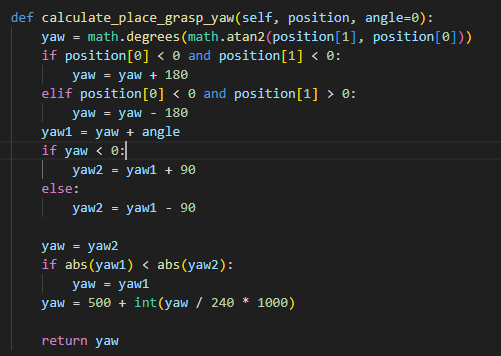 def calculate_place_grasp_yaw(self, position, angle=0):
    yaw = math.degrees(math.atan2(position[1], position[0]))
    if position[0] < 0 and position[1] < 0:
        yaw = yaw + 180
    elif position[0] < 0 and position[1] > 0:
        yaw = yaw - 180
    yaw1 = yaw + angle
    if yaw < 0:
        yaw2 = yaw1 + 90
    else:
        yaw2 = yaw1 - 90

    yaw = yaw2
    if abs(yaw1) < abs(yaw2):
        yaw = yaw1
    yaw = 500 + int(yaw / 240 * 1000)

    return yaw